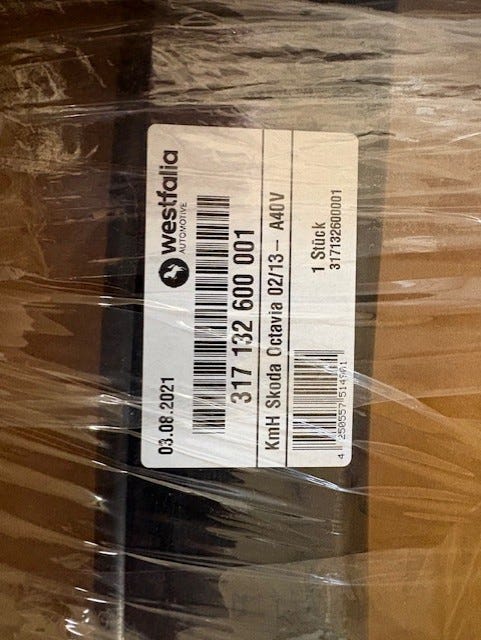 westfalia
AUTOMOTIVE
03.08.2021
317 132 600 001
KmH Skoda Octavia 02/13 – A40V
1 Stück
317132600001